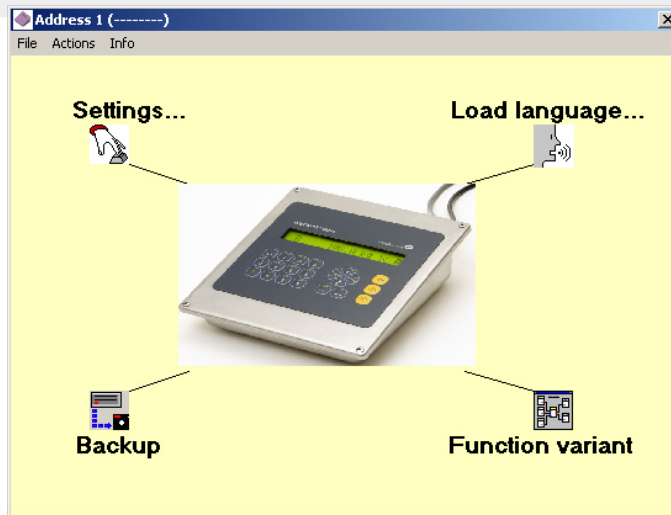 Address 1 (--------)
File Actions Info
Settings...
Load language...
Backup
Function variant